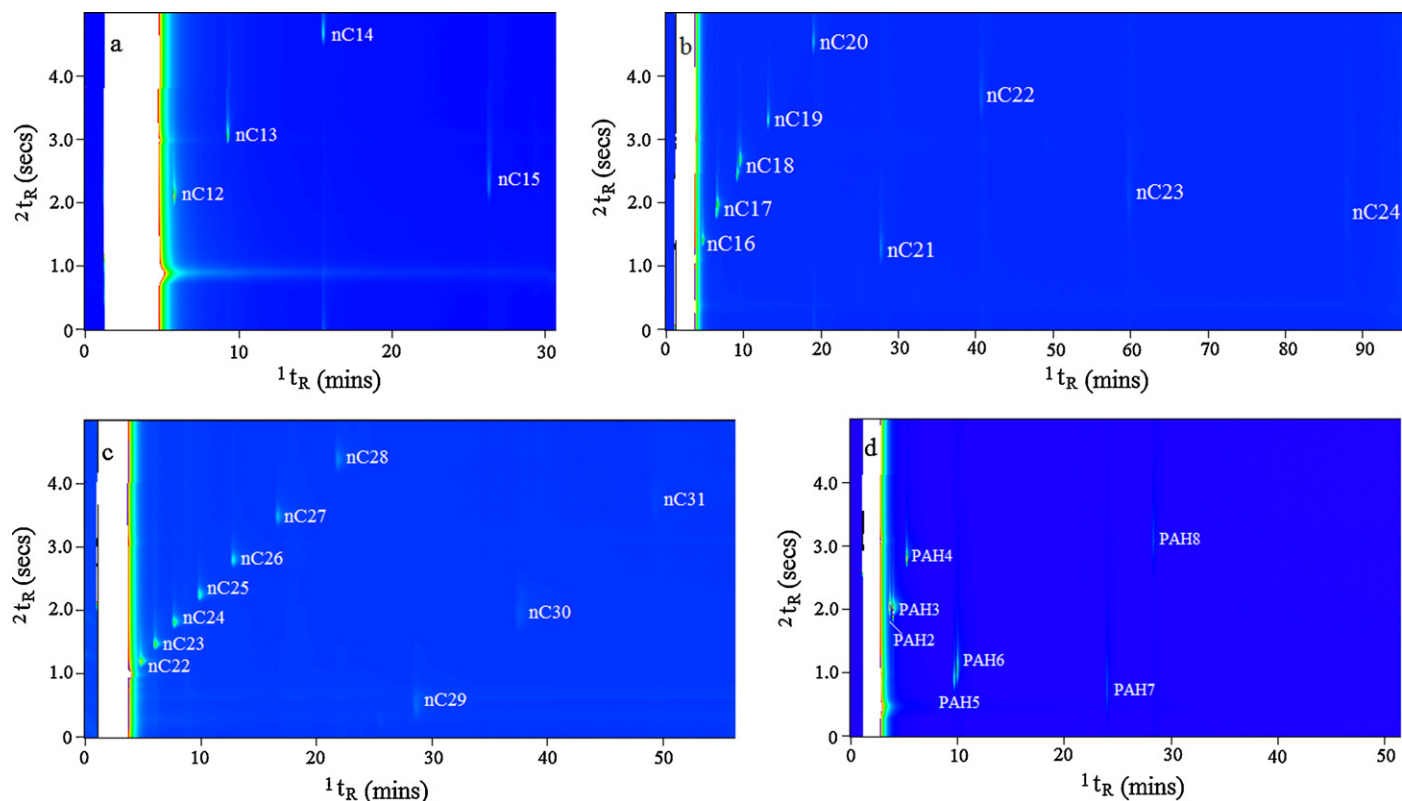 a
nC14
nC13
nC15
nC12
4.0
3.0
2.0
1.0
0
²tR (secs)
0 10 20 30
¹tR (mins)
b
nC20
nC22
nC19
nC18
nC23
nC17
nC24
nC16
nC21
4.0
3.0
2.0
1.0
0
²tR (secs)
0 10 20 30 40 50 60 70 80 90
¹tR (mins)
c
nC28
nC31
nC27
nC26
nC25
nC30
nC24
nC23
nC22
nC29
4.0
3.0
2.0
1.0
0
²tR (secs)
0 10 20 30 40 50
¹tR (mins)
d
PAH8
PAH4
PAH3
PAH2
PAH6
PAH5
PAH7
4.0
3.0
2.0
1.0
0
²tR (secs)
0 10 20 30 40 50
¹tR (mins)